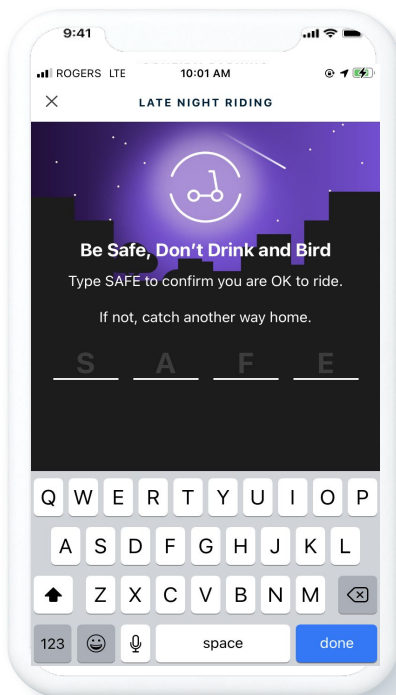 9:41
ROGERS LTE 10:01 AM
LATE NIGHT RIDING
Be Safe, Don't Drink and Bird
Type SAFE to confirm you are OK to ride.
If not, catch another way home.
S A F E
Q W E R T Y U I O P
A S D F G H J K L
Z X C V B N M
123 space done